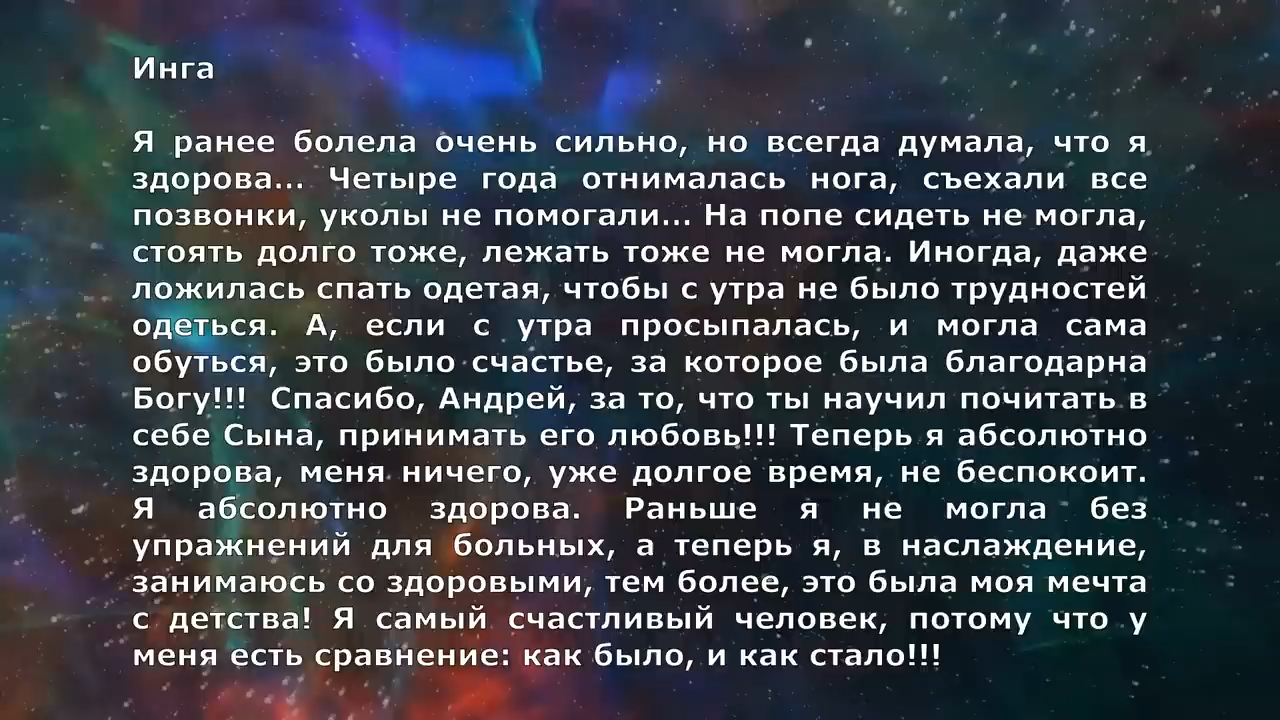 Инга
Я ранее болела очень сильно, но всегда думала, что я
здорова... Четыре года отнималась нога, съехали все
позвонки, уколы не помогали... На попе сидеть не могла,
стоять долго тоже, лежать тоже не могла. Иногда, даже
ложилась спать одетая, чтобы с утра не было трудностей
одеться. А, если с утра просыпалась, и могла сама
обуться, это было счастье, за которое была благодарна
Богу!!! Спасибо, Андрей, за то, что ты научил почитать в
себе Сына, принимать его любовь!!! Теперь я абсолютно
здорова, меня ничего, уже долгое время, не беспокоит.
Я абсолютно здорова. Раньше я не могла без
упражнений для больных, а теперь я, в наслаждение,
занимаюсь со здоровыми, тем более, это была моя мечта
с детства! Я самый счастливый человек, потому что у
меня есть сравнение: как было, и как стало!!!